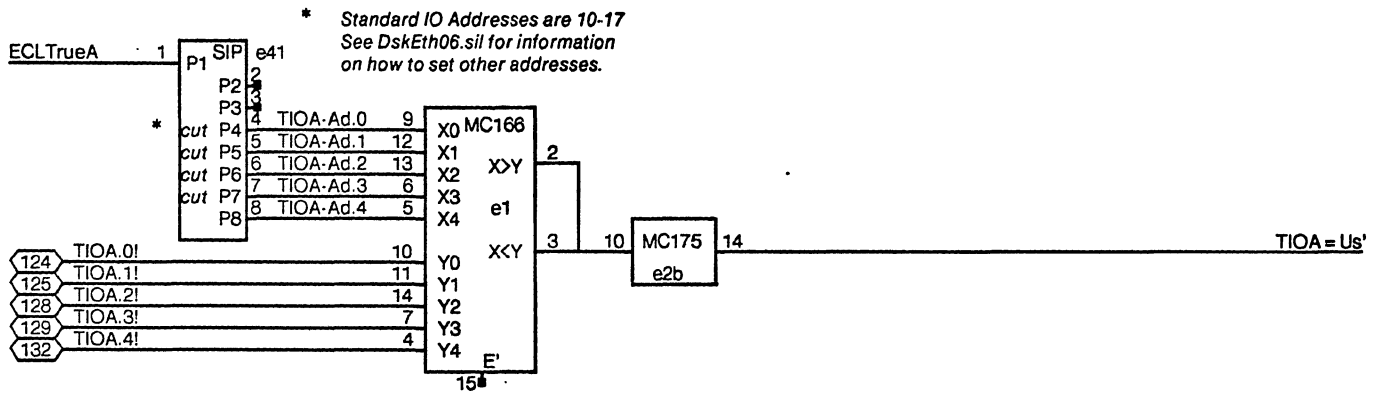 * Standard IO Addresses are 10-17
See DskEth06.sil for information
on how to set other addresses.
ECLTrueA 1 P1 SIP e41
P2 2
P3 3
* cut P4 4 TIOA-Ad.0 9 X0 MC166
cut P5 5 TIOA-Ad.1 12 X1
cut P6 6 TIOA-Ad.2 13 X2 X>Y 2
cut P7 7 TIOA-Ad.3 6 X3
P8 8 TIOA-Ad.4 5 X4 e1
124 TIOA.0! 10 Y0 X<Y 3 10 MC175 14 TIOA=Us'
125 TIOA.1! 11 Y1 e2b
128 TIOA.2! 14 Y2
129 TIOA.3! 7 Y3
132 TIOA.4! 4 Y4
E'
15